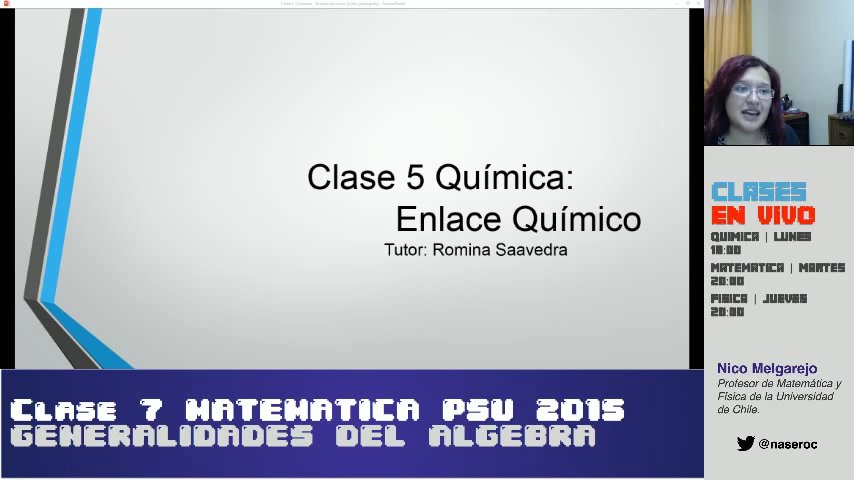 Clase 5 Química:
Enlace Químico
Tutor: Romina Saavedra
CLASES
EN VIVO
QUIMICA | LUNES
18:00
MATEMATICA | MARTES
20:00
FISICA | JUEVES
20:00
Nico Melgarejo
Profesor de Matemática y
Física de la Universidad
de Chile.
@naseroc
Clase 7 MATEMATICA PSU 2015
GENERALIDADES DEL ALGEBRA